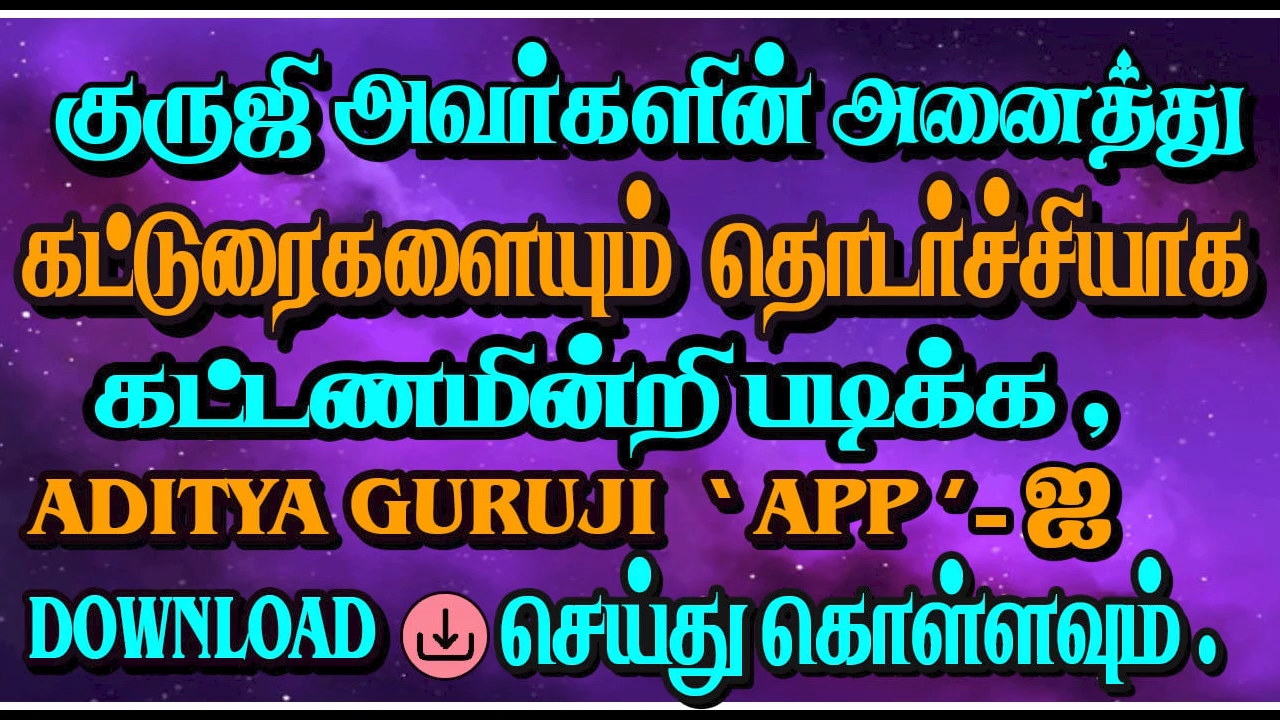 குருஜி அவர்களின் அனைத்து
கட்டுரைகளையும் தொடர்ச்சியாக
கட்டணமின்றி படிக்க ,
ADITYA GURUJI ‘ APP ’-ஐ
DOWNLOAD செய்து கொள்ளவும் .